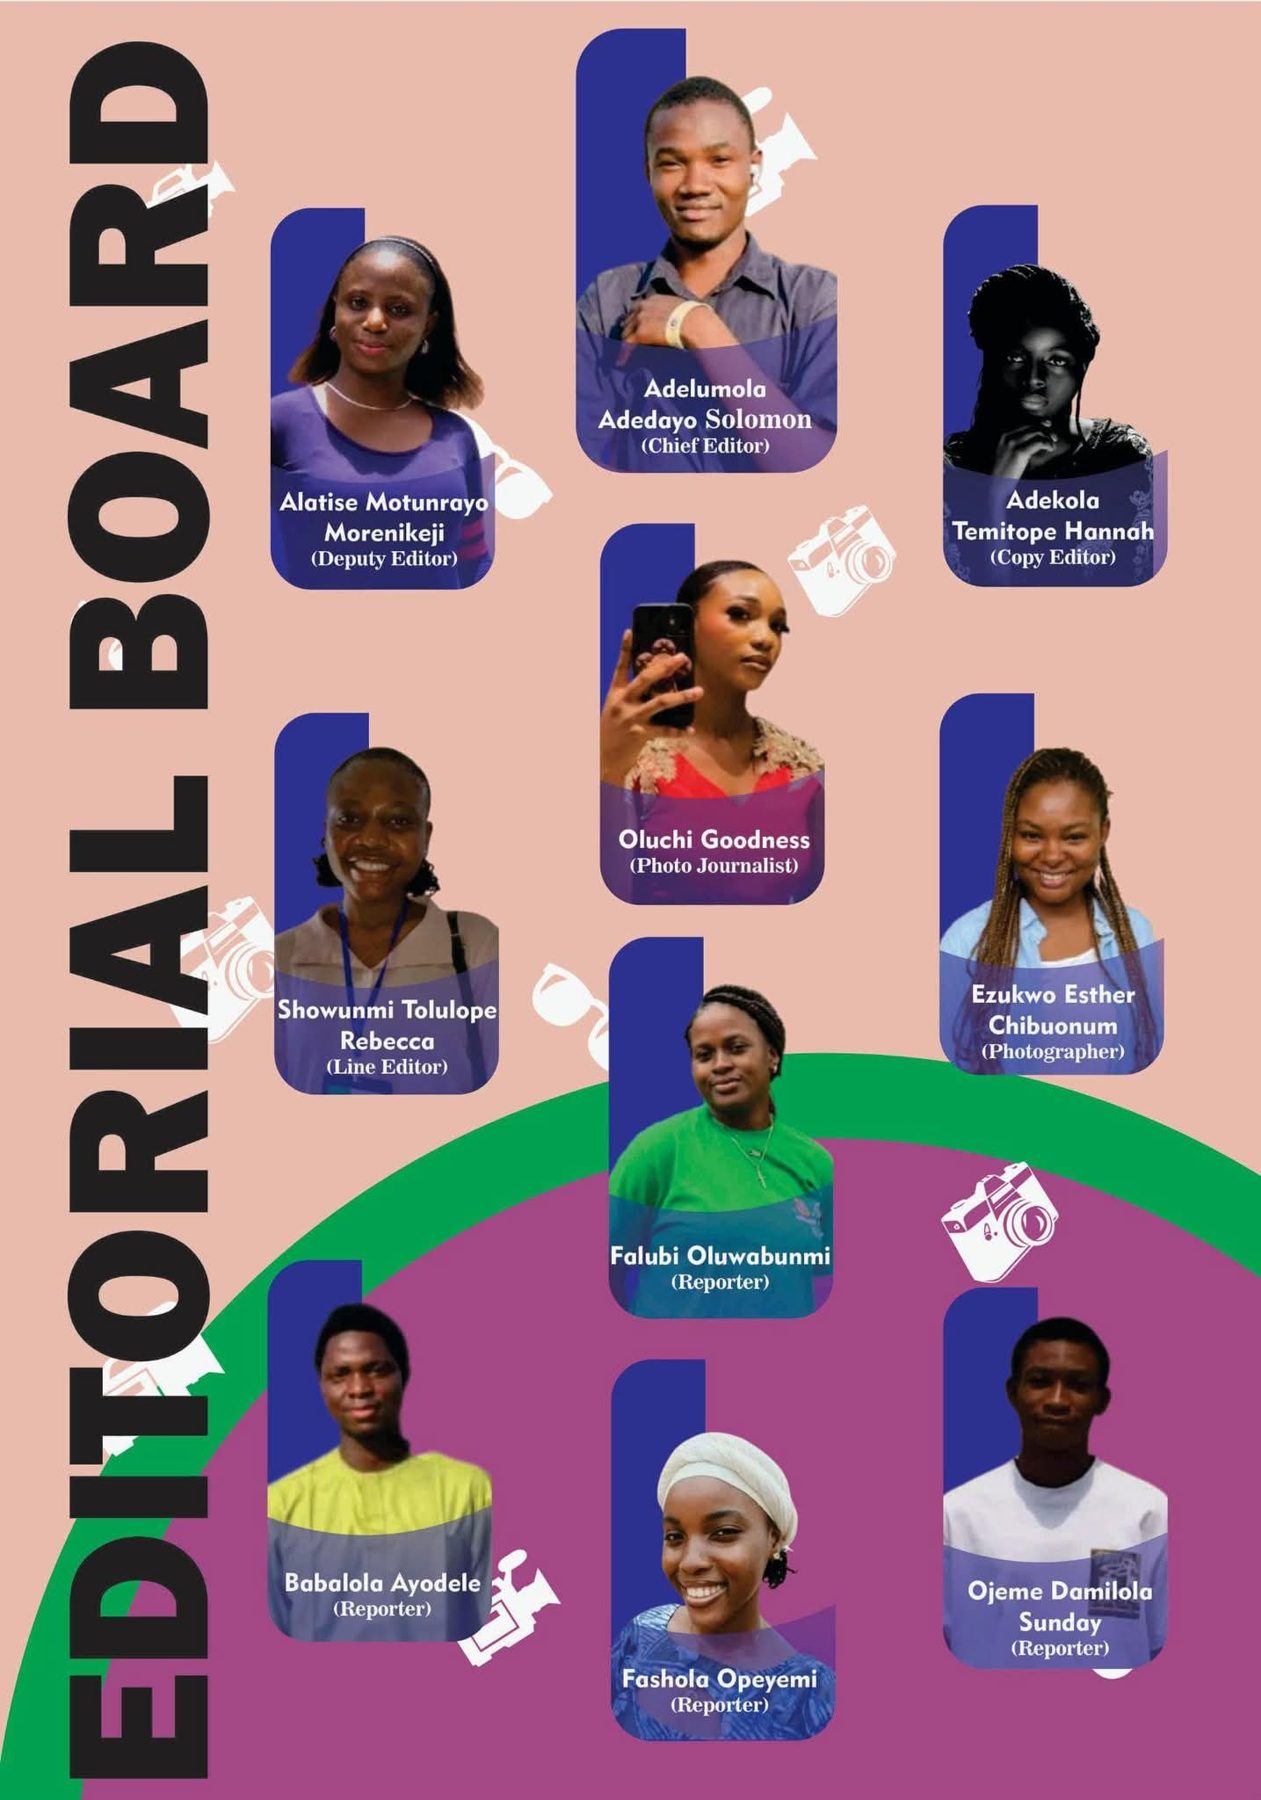 EDITORIAL BOARD
Adelumola
Adedayo Solomon
(Chief Editor)
Alatise Motunrayo
Morenikeji
(Deputy Editor)
Adekola
Temitope Hannah
(Copy Editor)
Oluchi Goodness
(Photo Journalist)
Showunmi Tolulope
Rebecca
(Line Editor)
Ezukwo Esther
Chibuonum
(Photographer)
Falubi Oluwabunmi
(Reporter)
Babalola Ayodele
(Reporter)
Fashola Opeyemi
(Reporter)
Ojeme Damilola
Sunday
(Reporter)